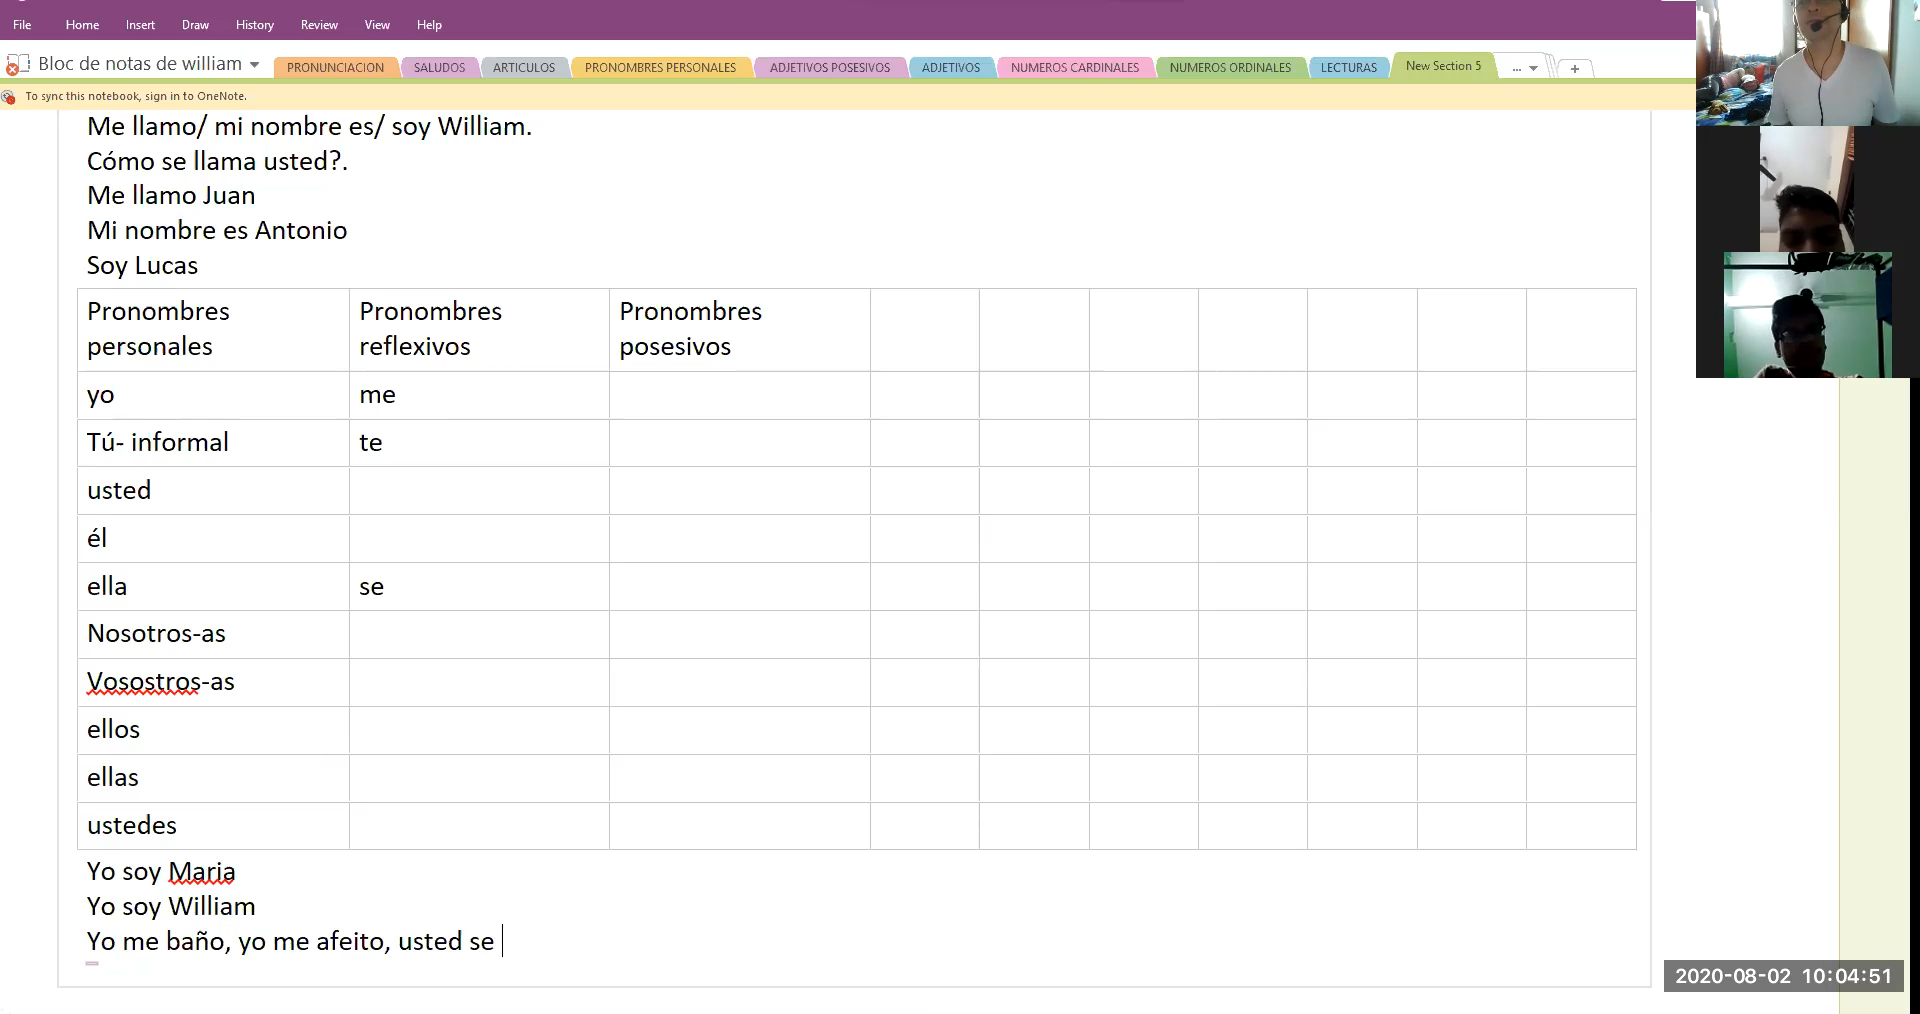 File Home Insert Draw History Review View Help
Bloc de notas de william PRONUNCIACION SALUDOS ARTICULOS PRONOMBRES PERSONALES ADJETIVOS POSESIVOS ADJETIVOS NUMEROS CARDINALES NUMEROS ORDINALES LECTURAS New Section 5 ... +
To sync this notebook, sign in to OneNote.
Me llamo/ mi nombre es/ soy William.
Cómo se llama usted?.
Me llamo Juan
Mi nombre es Antonio
Soy Lucas
Pronombres personales Pronombres reflexivos Pronombres posesivos
yo me
Tú- informal te
usted
él
ella se
Nosotros-as
Vosostros-as
ellos
ellas
ustedes
Yo soy Maria
Yo soy William
Yo me baño, yo me afeito, usted se
2020-08-02 10:04:51